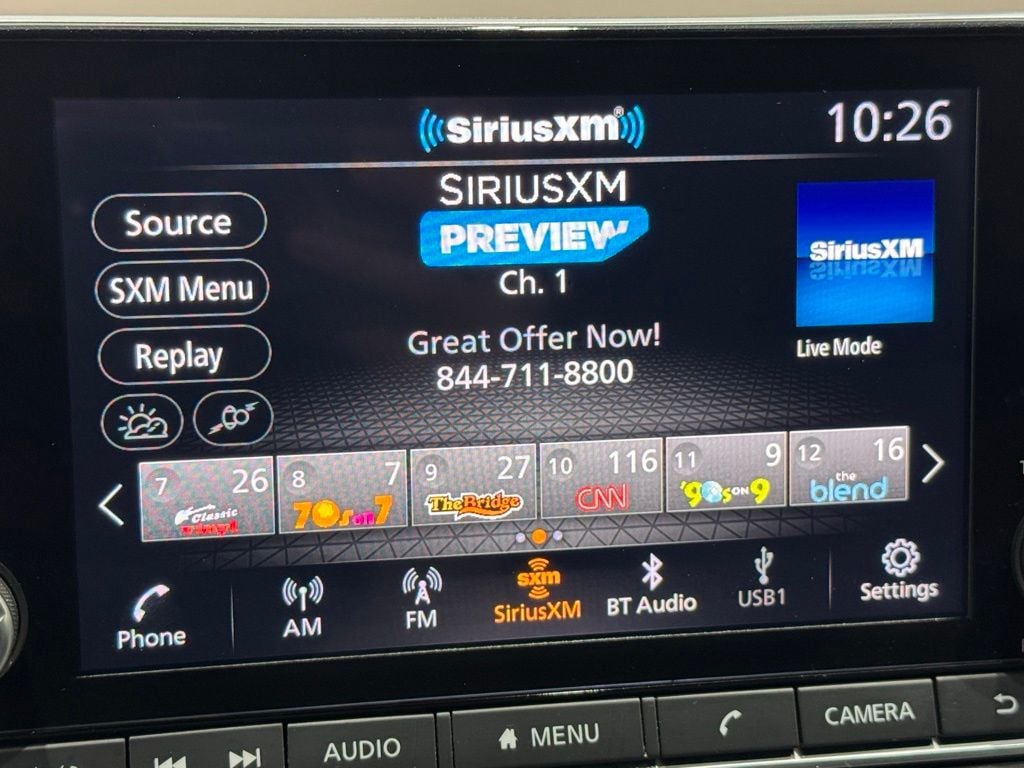 SiriusXM®
10:26
SIRIUSXM
PREVIEW
Ch. 1
Great Offer Now!
844-711-8800
SiriusXM
Live Mode
Source
SXM Menu
Replay
7 26
Classic Vinyl
8 7
70s on 7
9 27
The Bridge
10 116
CNN
11 9
'90s ON 9
12 16
the blend
Phone
AM
FM
sxm
SiriusXM
BT Audio
USB1
Settings
AUDIO
MENU
CAMERA